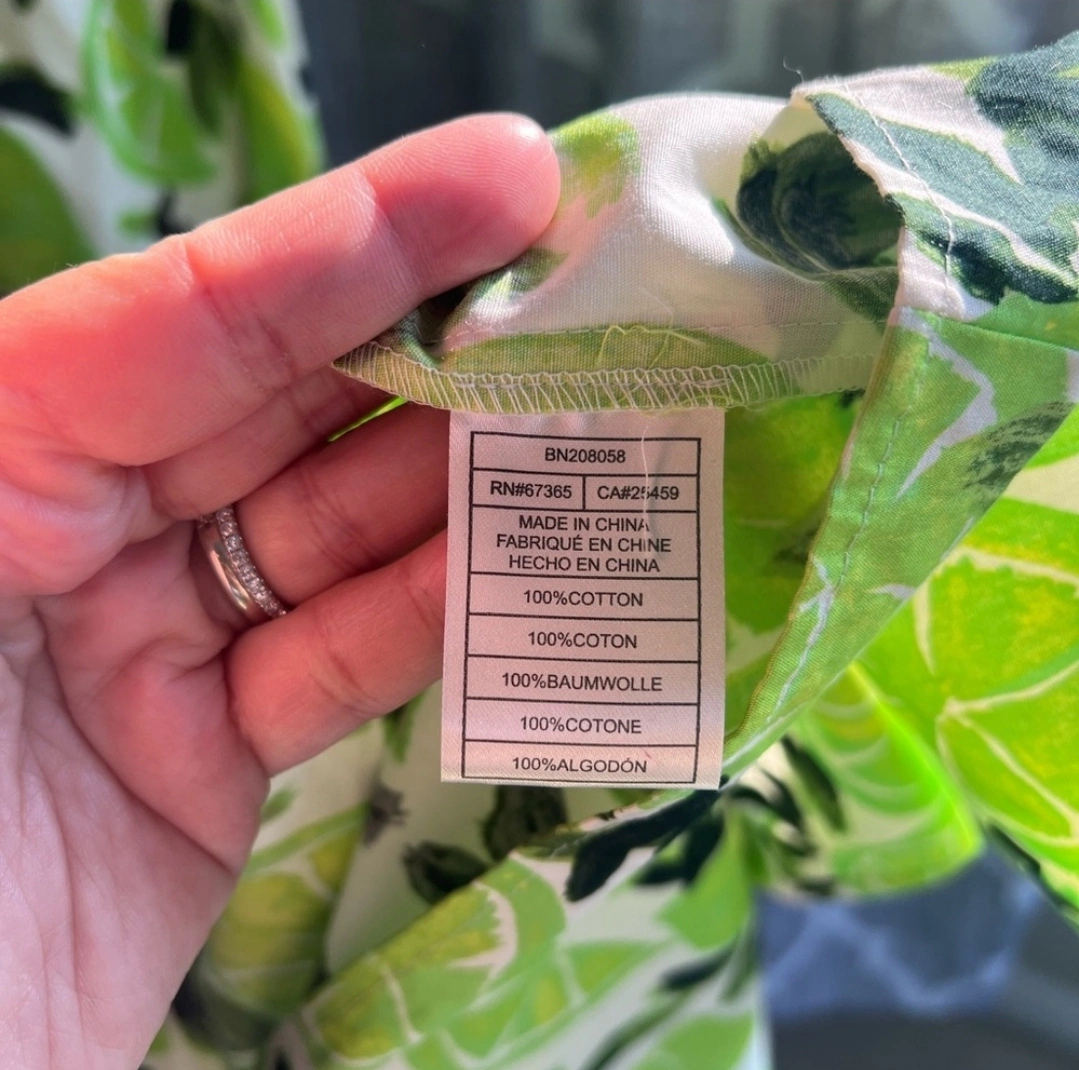 BN208058
RN#67365 CA#25459
MADE IN CHINA
FABRIQUÉ EN CHINE
HECHO EN CHINA
100%COTTON
100%COTON
100%BAUMWOLLE
100%COTONE
100%ALGODÓN